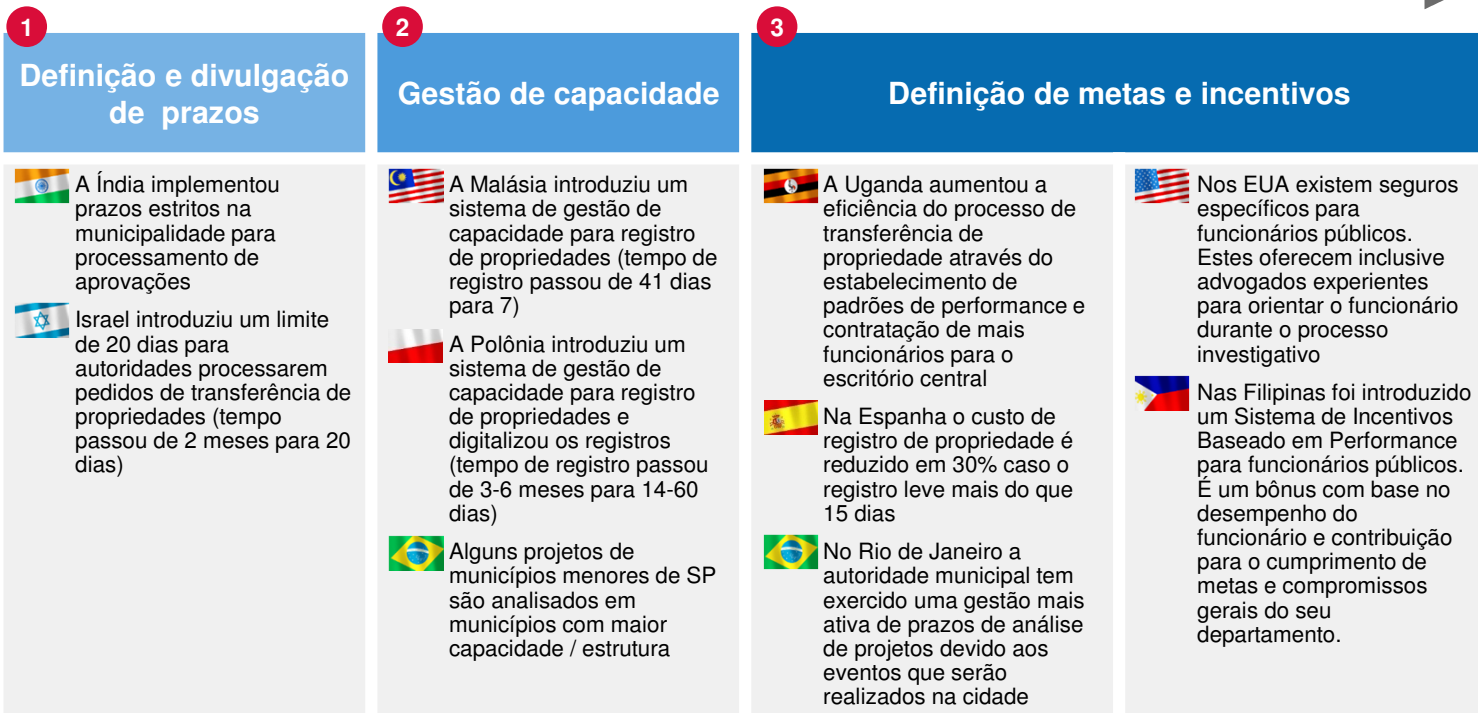 1
Definição e divulgação
de prazos
A Índia implementou
prazos estritos na
municipalidade para
processamento de
aprovações
Israel introduziu um limite
de 20 dias para
autoridades processarem
pedidos de transferência de
propriedades (tempo
passou de 2 meses para 20
dias)
2
Gestão de capacidade
A Malásia introduziu um
sistema de gestão de
capacidade para registro
de propriedades (tempo de
registro passou de 41 dias
para 7)
A Polônia introduziu um
sistema de gestão de
capacidade para registro
de propriedades e
digitalizou os registros
(tempo de registro passou
de 3-6 meses para 14-60
dias)
Alguns projetos de
municípios menores de SP
são analisados em
municípios com maior
capacidade / estrutura
3
Definição de metas e incentivos
A Uganda aumentou a
eficiência do processo de
transferência de
propriedade através do
estabelecimento de
padrões de performance e
contratação de mais
funcionários para o
escritório central
Na Espanha o custo de
registro de propriedade é
reduzido em 30% caso o
registro leve mais do que
15 dias
No Rio de Janeiro a
autoridade municipal tem
exercido uma gestão mais
ativa de prazos de análise
de projetos devido aos
eventos que serão
realizados na cidade
Nos EUA existem seguros
específicos para
funcionários públicos.
Estes oferecem inclusive
advogados experientes
para orientar o funcionário
durante o processo
investigativo
Nas Filipinas foi introduzido
um Sistema de Incentivos
Baseado em Performance
para funcionários públicos.
É um bônus com base no
desempenho do
funcionário e contribuição
para o cumprimento de
metas e compromissos
gerais do seu
departamento.